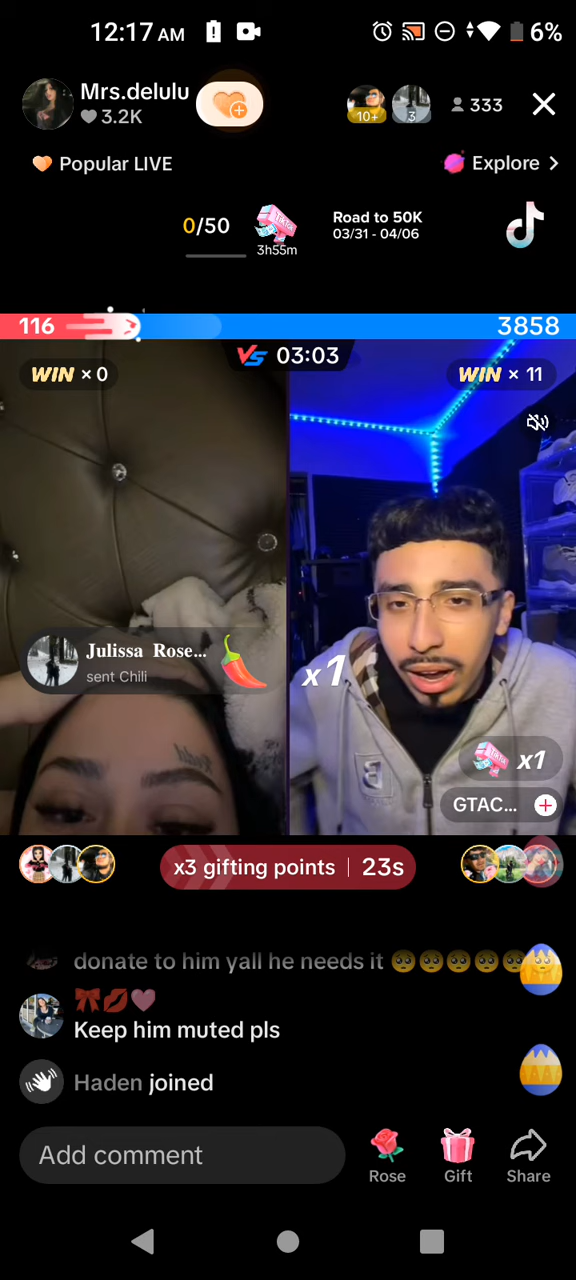 12:17 AM
6%
Mrs.delulu
3.2K
10+
3
333
Popular LIVE
Explore
0/50
3h55m
Road to 50K
03/31 - 04/06
TikTok
116
3858
VS 03:03
WIN × 0
WIN × 11
Julissa Rose...
sent Chili
x1
TikTok
x1
GTAC...
x3 gifting points | 23s
donate to him yall he needs it 🥺🥺🥺🥺🥺
🎀💋🩷
Keep him muted pls
Haden joined
Add comment
Rose
Gift
Share